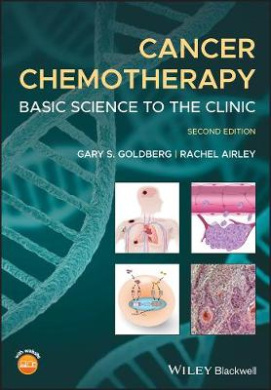 CANCER
CHEMOTHERAPY
BASIC SCIENCE TO THE CLINIC
SECOND EDITION
GARY S. GOLDBERG | RACHEL AIRLEY
WILEY Blackwell